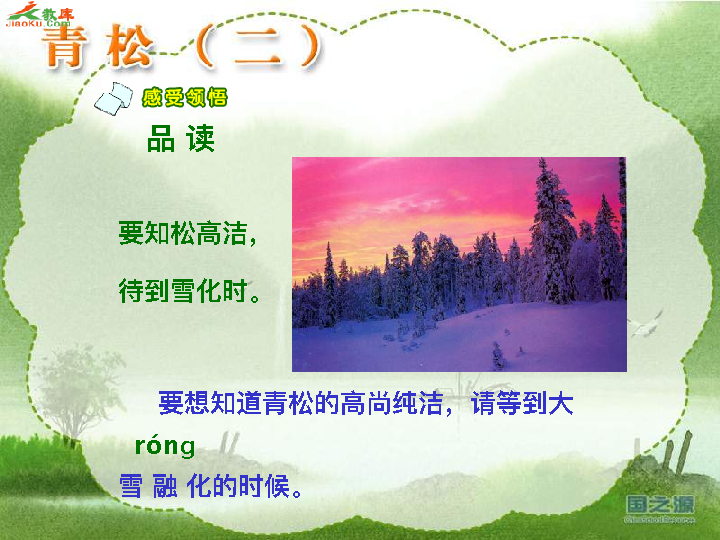 教库
JiaoKu.Com
青松（二）
感受领悟
品 读
要知松高洁，
待到雪化时。
要想知道青松的高尚纯洁，请等到大
róng
雪 融 化的时候。
国之源